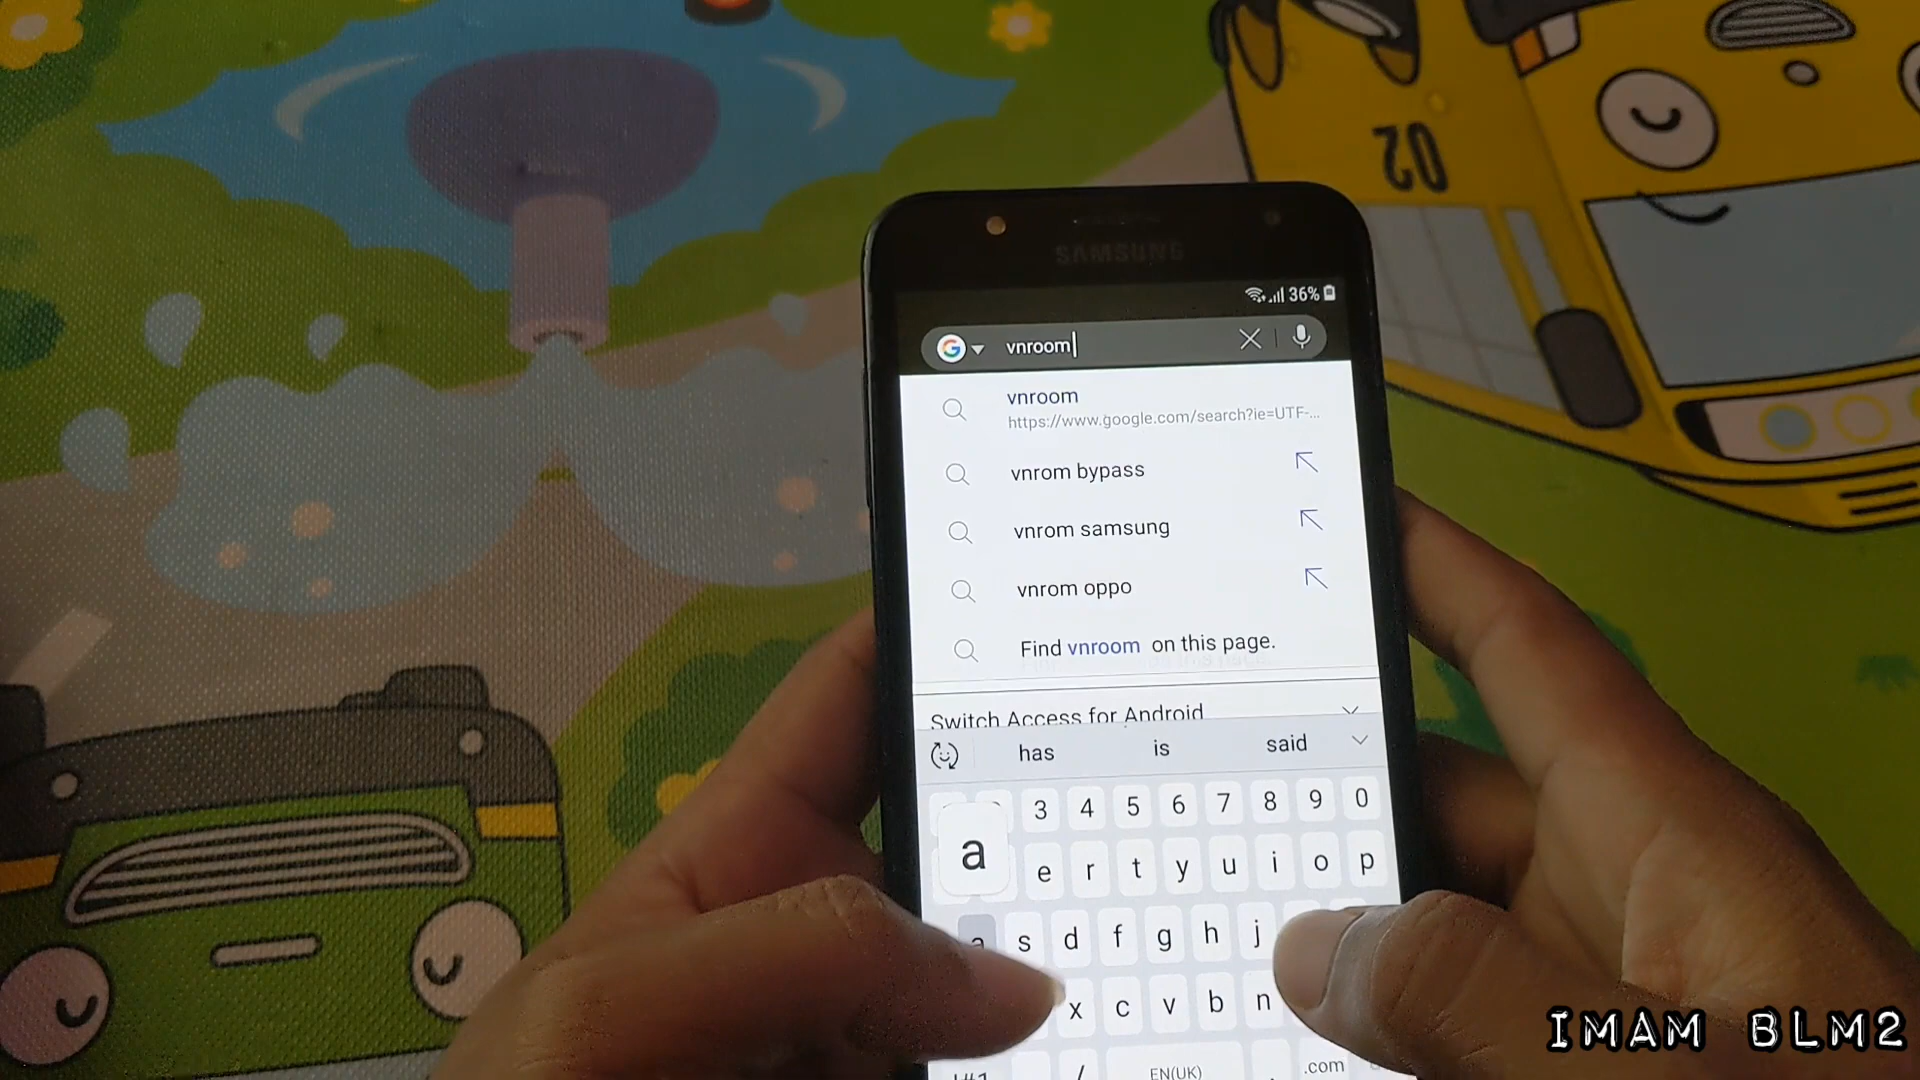 02
SAMSUNG
36%
vnroom
vnroom
https://www.google.com/search?ie=UTF-...
vnrom bypass
vnrom samsung
vnrom oppo
Find vnroom on this page.
Switch Access for Android
has is said
3 4 5 6 7 8 9 0
a
e r t y u i o p
a s d f g h j
x c v b n
/ EN(UK) . .com
IMAM BLM2